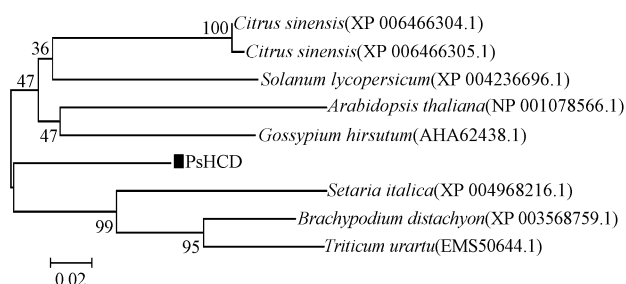 100 Citrus sinensis(XP 006466304.1)
36 Citrus sinensis(XP 006466305.1)
47 Solanum lycopersicum(XP 004236696.1)
Arabidopsis thaliana(NP 001078566.1)
47 Gossypium hirsutum(AHA62438.1)
PsHCD
Setaria italica(XP 004968216.1)
99 Brachypodium distachyon(XP 003568759.1)
95 Triticum urartu(EMS50644.1)
0.02